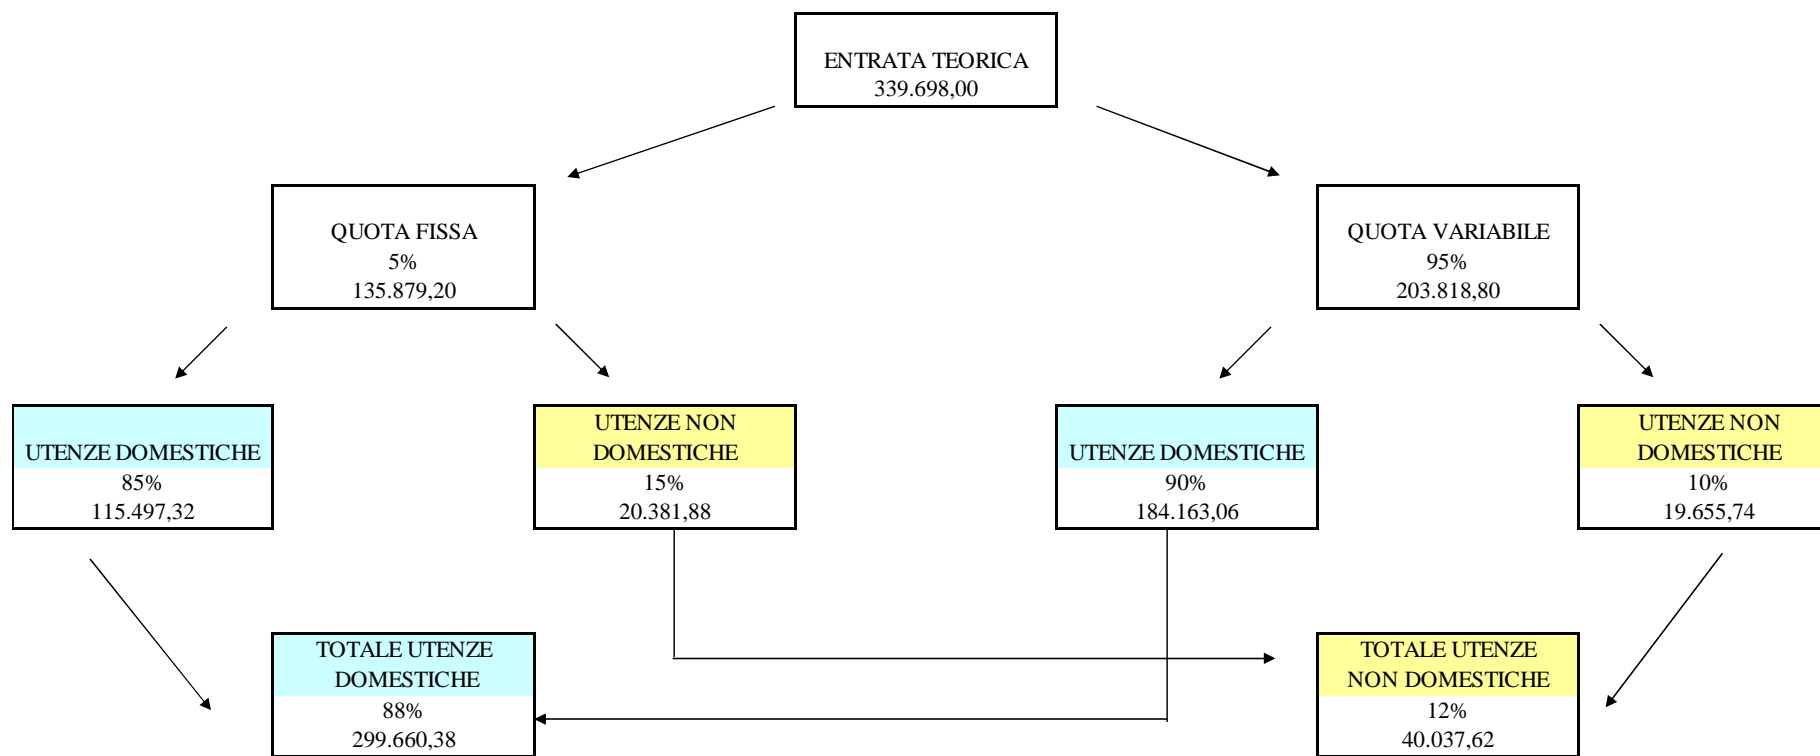 ENTRATA TEORICA
339.698,00
QUOTA FISSA
5%
135.879,20
QUOTA VARIABILE
95%
203.818,80
UTENZE DOMESTICHE
85%
115.497,32
UTENZE NON
DOMESTICHE
15%
20.381,88
UTENZE DOMESTICHE
90%
184.163,06
UTENZE NON
DOMESTICHE
10%
19.655,74
TOTALE UTENZE
DOMESTICHE
88%
299.660,38
TOTALE UTENZE
NON DOMESTICHE
12%
40.037,62